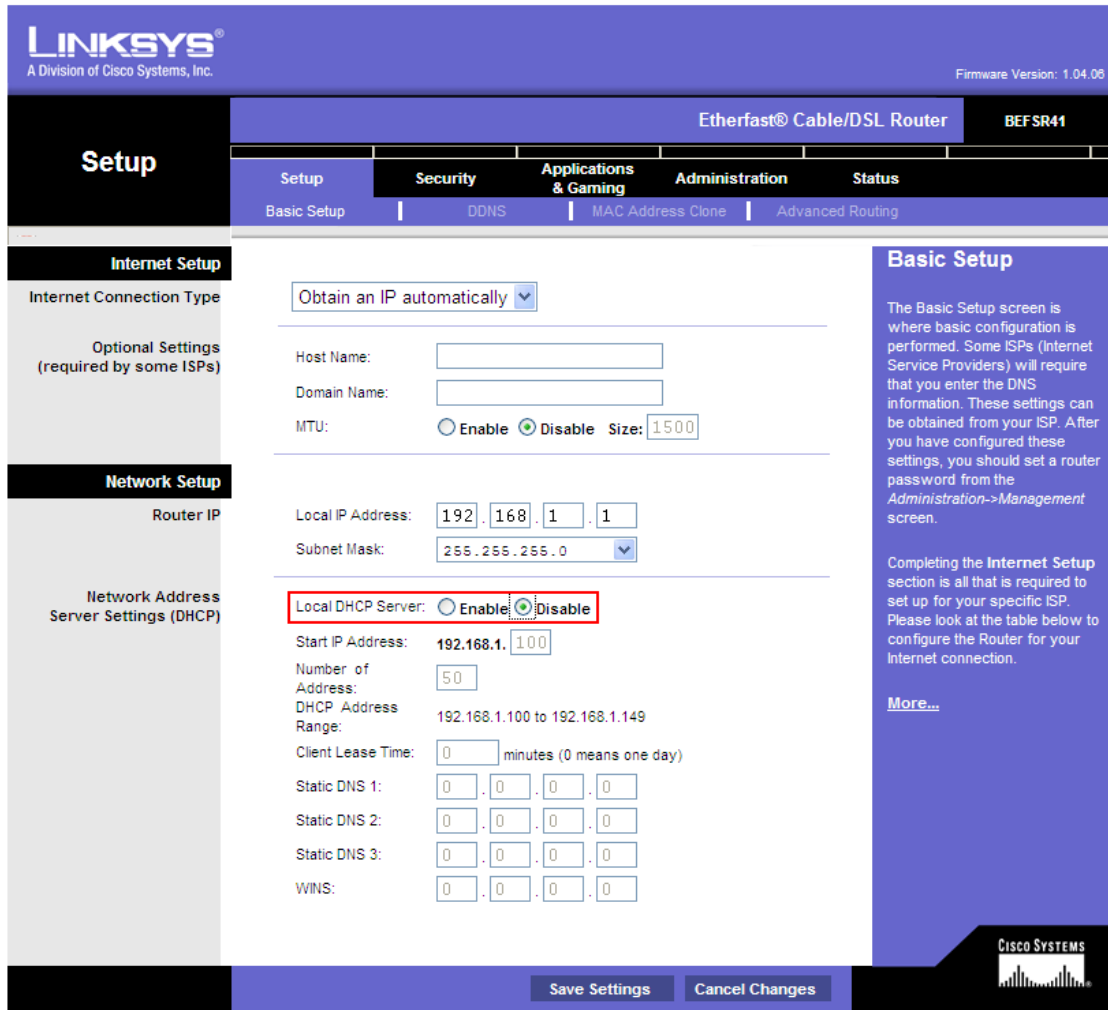 LINKSYS®
A Division of Cisco Systems, Inc.
Firmware Version: 1.04.06
Etherfast® Cable/DSL Router
BEFSR41
Setup
Setup
Security
Applications
& Gaming
Administration
Status
Basic Setup
DDNS
MAC Address Clone
Advanced Routing
Internet Setup
Internet Connection Type
Obtain an IP automatically
Optional Settings
(required by some ISPs)
Host Name:
Domain Name:
MTU: Enable Disable Size: 1500
Network Setup
Router IP
Local IP Address: 192 . 168 . 1 . 1
Subnet Mask: 255.255.255.0
Network Address
Server Settings (DHCP)
Local DHCP Server: Enable Disable
Start IP Address: 192.168.1. 100
Number of
Address: 50
DHCP Address
Range: 192.168.1.100 to 192.168.1.149
Client Lease Time: 0 minutes (0 means one day)
Static DNS 1: 0 . 0 . 0 . 0
Static DNS 2: 0 . 0 . 0 . 0
Static DNS 3: 0 . 0 . 0 . 0
WINS: 0 . 0 . 0 . 0
Basic Setup
The Basic Setup screen is
where basic configuration is
performed. Some ISPs (Internet
Service Providers) will require
that you enter the DNS
information. These settings can
be obtained from your ISP. After
you have configured these
settings, you should set a router
password from the
Administration->Management
screen.
Completing the Internet Setup
section is all that is required to
set up for your specific ISP.
Please look at the table below to
configure the Router for your
Internet connection.
More...
Save Settings
Cancel Changes
CISCO SYSTEMS